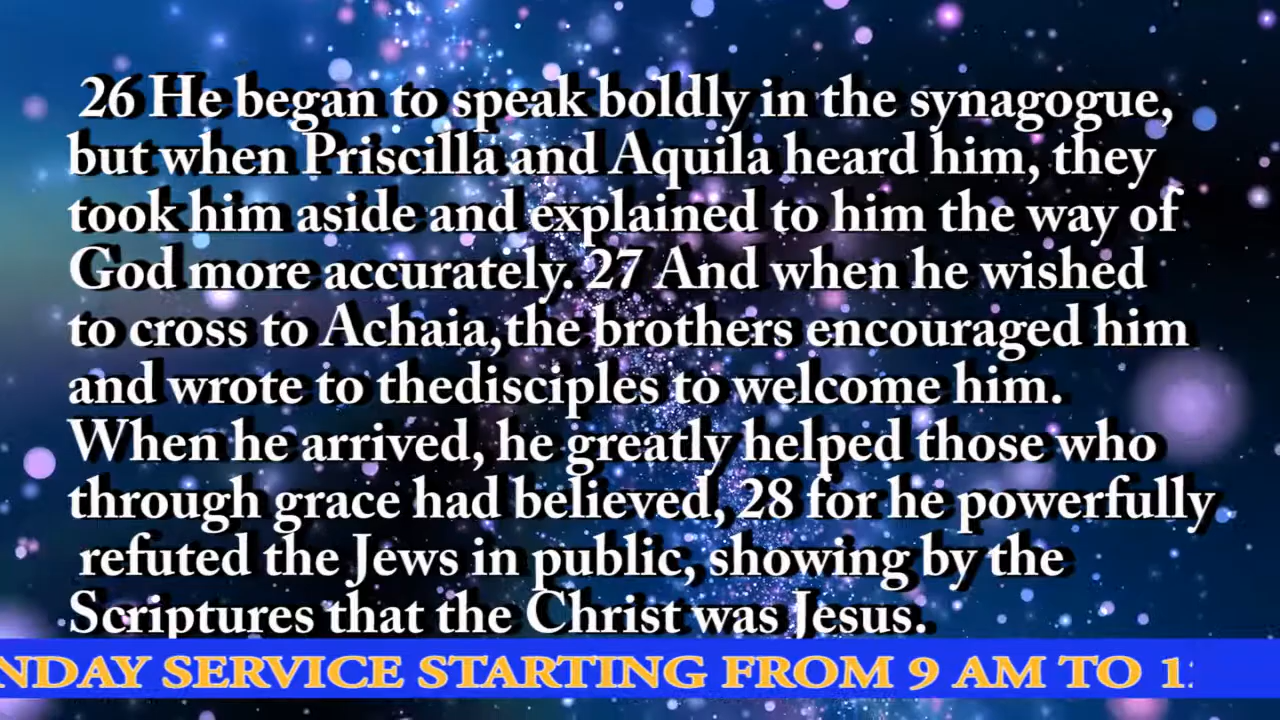 26 He began to speak boldly in the synagogue,
but when Priscilla and Aquila heard him, they
took him aside and explained to him the way of
God more accurately. 27 And when he wished
to cross to Achaia,the brothers encouraged him
and wrote to thedisciples to welcome him.
When he arrived, he greatly helped those who
through grace had believed, 28 for he powerfully
refuted the Jews in public, showing by the
Scriptures that the Christ was Jesus.
NDAY SERVICE STARTING FROM 9 AM TO 1